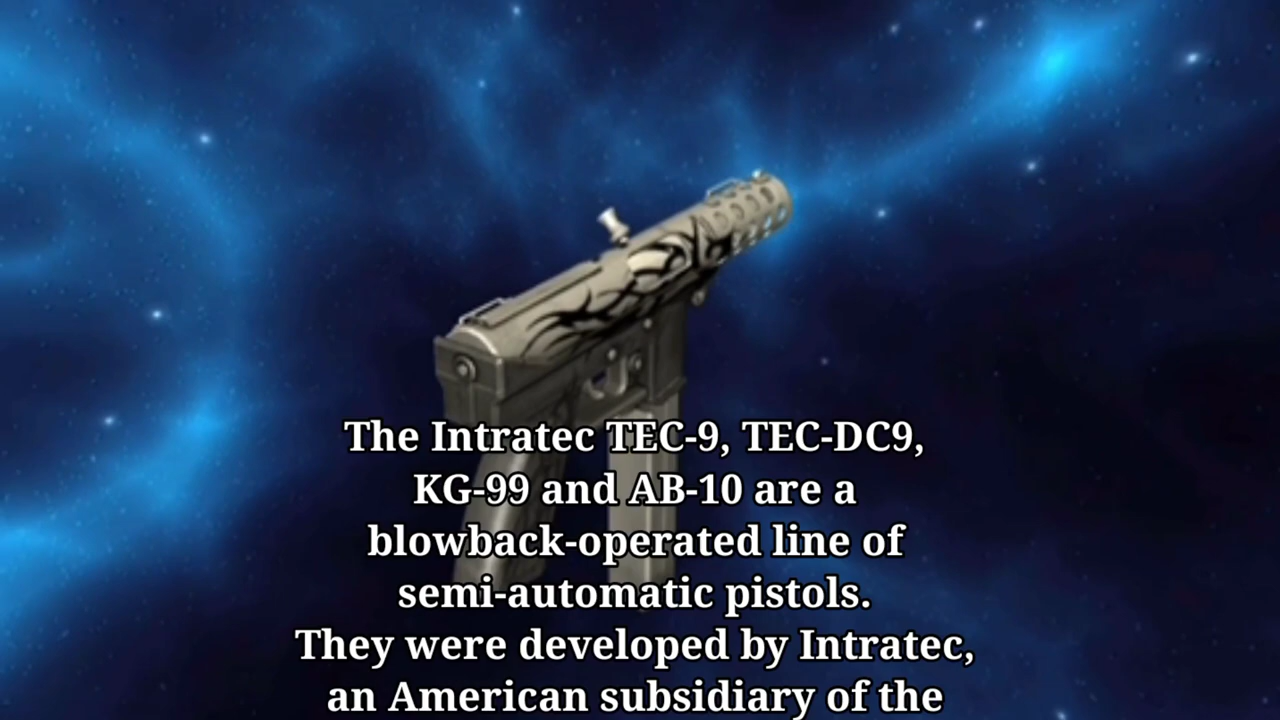 The Intratec TEC-9, TEC-DC9,
KG-99 and AB-10 are a
blowback-operated line of
semi-automatic pistols.
They were developed by Intratec,
an American subsidiary of the